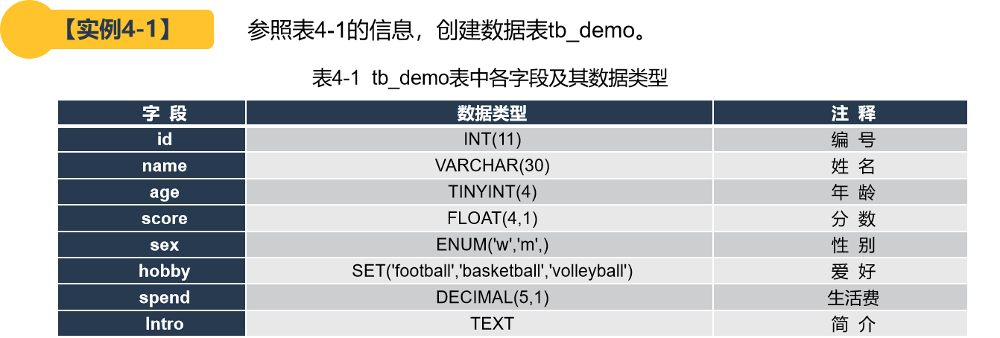 【实例4-1】 参照表4-1的信息，创建数据表tb_demo。
表4-1 tb_demo表中各字段及其数据类型
字 段 数据类型 注 释
id INT(11) 编 号
name VARCHAR(30) 姓 名
age TINYINT(4) 年 龄
score FLOAT(4,1) 分 数
sex ENUM('w','m',) 性 别
hobby SET('football','basketball','volleyball') 爱 好
spend DECIMAL(5,1) 生活费
Intro TEXT 简 介